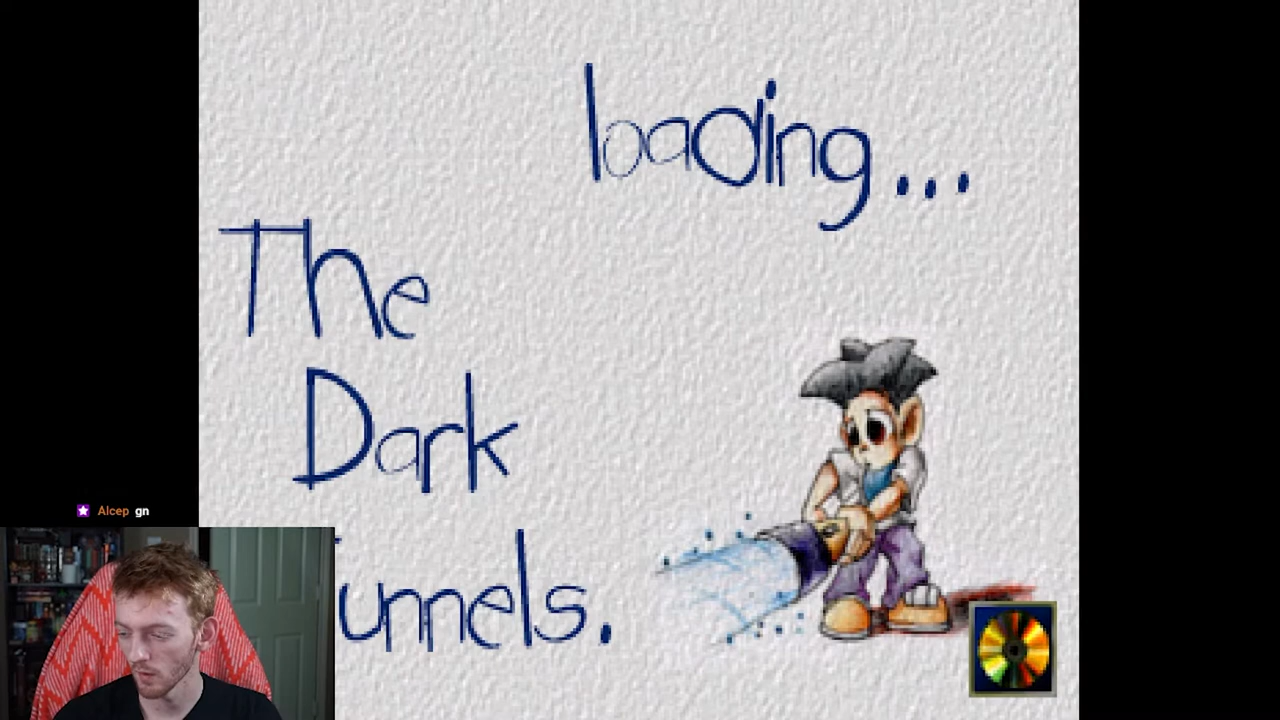 loading...
The
Dark
unnels.
Alcep gn